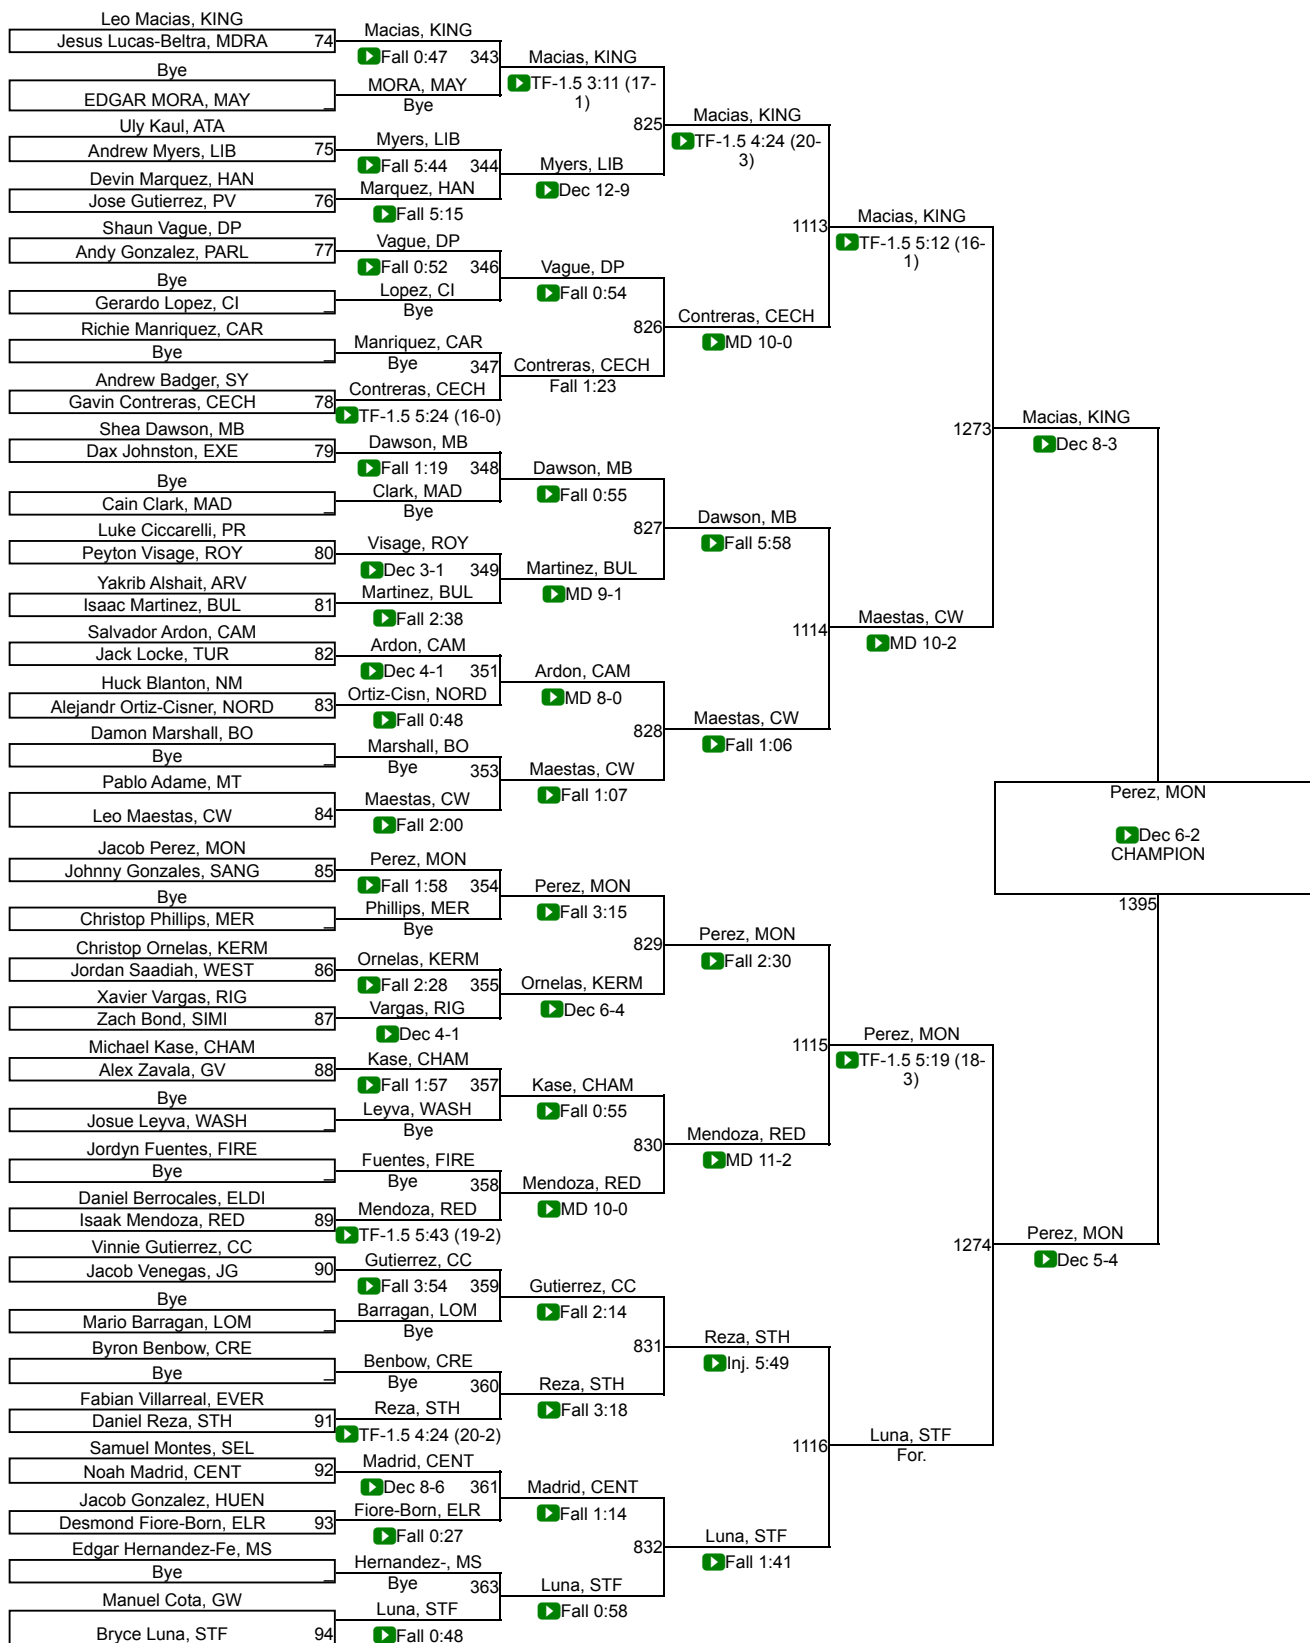 Leo Macias, KING
Jesus Lucas-Beltra, MDRA 74
Bye
EDGAR MORA, MAY _
Uly Kaul, ATA
Andrew Myers, LIB 75
Devin Marquez, HAN
Jose Gutierrez, PV 76
Shaun Vague, DP
Andy Gonzalez, PARL 77
Bye
Gerardo Lopez, CI _
Richie Manriquez, CAR
Bye _
Andrew Badger, SY
Gavin Contreras, CECH 78
Shea Dawson, MB
Dax Johnston, EXE 79
Bye
Cain Clark, MAD _
Luke Ciccarelli, PR
Peyton Visage, ROY 80
Yakrib Alshait, ARV
Isaac Martinez, BUL 81
Salvador Ardon, CAM
Jack Locke, TUR 82
Huck Blanton, NM
Alejandr Ortiz-Cisner, NORD 83
Damon Marshall, BO
Bye _
Pablo Adame, MT
Leo Maestas, CW 84
Jacob Perez, MON
Johnny Gonzales, SANG 85
Bye
Christop Phillips, MER _
Christop Ornelas, KERM
Jordan Saadiah, WEST 86
Xavier Vargas, RIG
Zach Bond, SIMI 87
Michael Kase, CHAM
Alex Zavala, GV 88
Bye
Josue Leyva, WASH _
Jordyn Fuentes, FIRE
Bye _
Daniel Berrocales, ELDI
Isaak Mendoza, RED 89
Vinnie Gutierrez, CC
Jacob Venegas, JG 90
Bye
Mario Barragan, LOM _
Byron Benbow, CRE
Bye _
Fabian Villarreal, EVER
Daniel Reza, STH 91
Samuel Montes, SEL
Noah Madrid, CENT 92
Jacob Gonzalez, HUEN
Desmond Fiore-Born, ELR 93
Edgar Hernandez-Fe, MS
Bye _
Manuel Cota, GW
Bryce Luna, STF 94
Macias, KING
Fall 0:47 343
MORA, MAY
Bye
Myers, LIB
Fall 5:44 344
Marquez, HAN
Fall 5:15
Vague, DP
Fall 0:52 346
Lopez, CI
Bye
Manriquez, CAR
Bye 347
Contreras, CECH
TF-1.5 5:24 (16-0)
Dawson, MB
Fall 1:19 348
Clark, MAD
Bye
Visage, ROY
Dec 3-1 349
Martinez, BUL
Fall 2:38
Ardon, CAM
Dec 4-1 351
Ortiz-Cisn, NORD
Fall 0:48
Marshall, BO
Bye 353
Maestas, CW
Fall 2:00
Perez, MON
Fall 1:58 354
Phillips, MER
Bye
Ornelas, KERM
Fall 2:28 355
Vargas, RIG
Dec 4-1
Kase, CHAM
Fall 1:57 357
Leyva, WASH
Bye
Fuentes, FIRE
Bye 358
Mendoza, RED
TF-1.5 5:43 (19-2)
Gutierrez, CC
Fall 3:54 359
Barragan, LOM
Bye
Benbow, CRE
Bye 360
Reza, STH
TF-1.5 4:24 (20-2)
Madrid, CENT
Dec 8-6 361
Fiore-Born, ELR
Fall 0:27
Hernandez-, MS
Bye 363
Luna, STF
Fall 0:48
Macias, KING
TF-1.5 3:11 (17-
1)
825
Myers, LIB
Dec 12-9
Vague, DP
Fall 0:54
826
Contreras, CECH
Fall 1:23
Dawson, MB
Fall 0:55
827
Martinez, BUL
MD 9-1
Ardon, CAM
MD 8-0
828
Maestas, CW
Fall 1:07
Perez, MON
Fall 3:15
829
Ornelas, KERM
Dec 6-4
Kase, CHAM
Fall 0:55
830
Mendoza, RED
MD 10-0
Gutierrez, CC
Fall 2:14
831
Reza, STH
Fall 3:18
Madrid, CENT
Fall 1:14
832
Luna, STF
Fall 0:58
Macias, KING
TF-1.5 4:24 (20-
3)
1113
Contreras, CECH
MD 10-0
Dawson, MB
Fall 5:58
1114
Maestas, CW
Fall 1:06
Perez, MON
Fall 2:30
1115
Mendoza, RED
MD 11-2
Reza, STH
Inj. 5:49
1116
Luna, STF
Fall 1:41
Macias, KING
TF-1.5 5:12 (16-
1)
1273
Maestas, CW
MD 10-2
Perez, MON
TF-1.5 5:19 (18-
3)
1274
Luna, STF
For.
Macias, KING
Dec 8-3
Perez, MON
Dec 6-2
CHAMPION
1395
Perez, MON
Dec 5-4